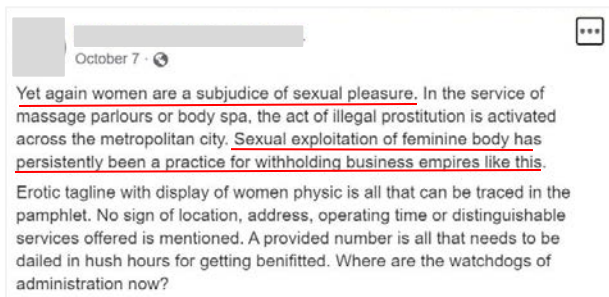 October 7
Yet again women are a subjudice of sexual pleasure. In the service of
massage parlours or body spa, the act of illegal prostitution is activated
across the metropolitan city. Sexual exploitation of feminine body has
persistently been a practice for withholding business empires like this.
Erotic tagline with display of women physic is all that can be traced in the
pamphlet. No sign of location, address, operating time or distinguishable
services offered is mentioned. A provided number is all that needs to be
dailed in hush hours for getting benifitted. Where are the watchdogs of
administration now?